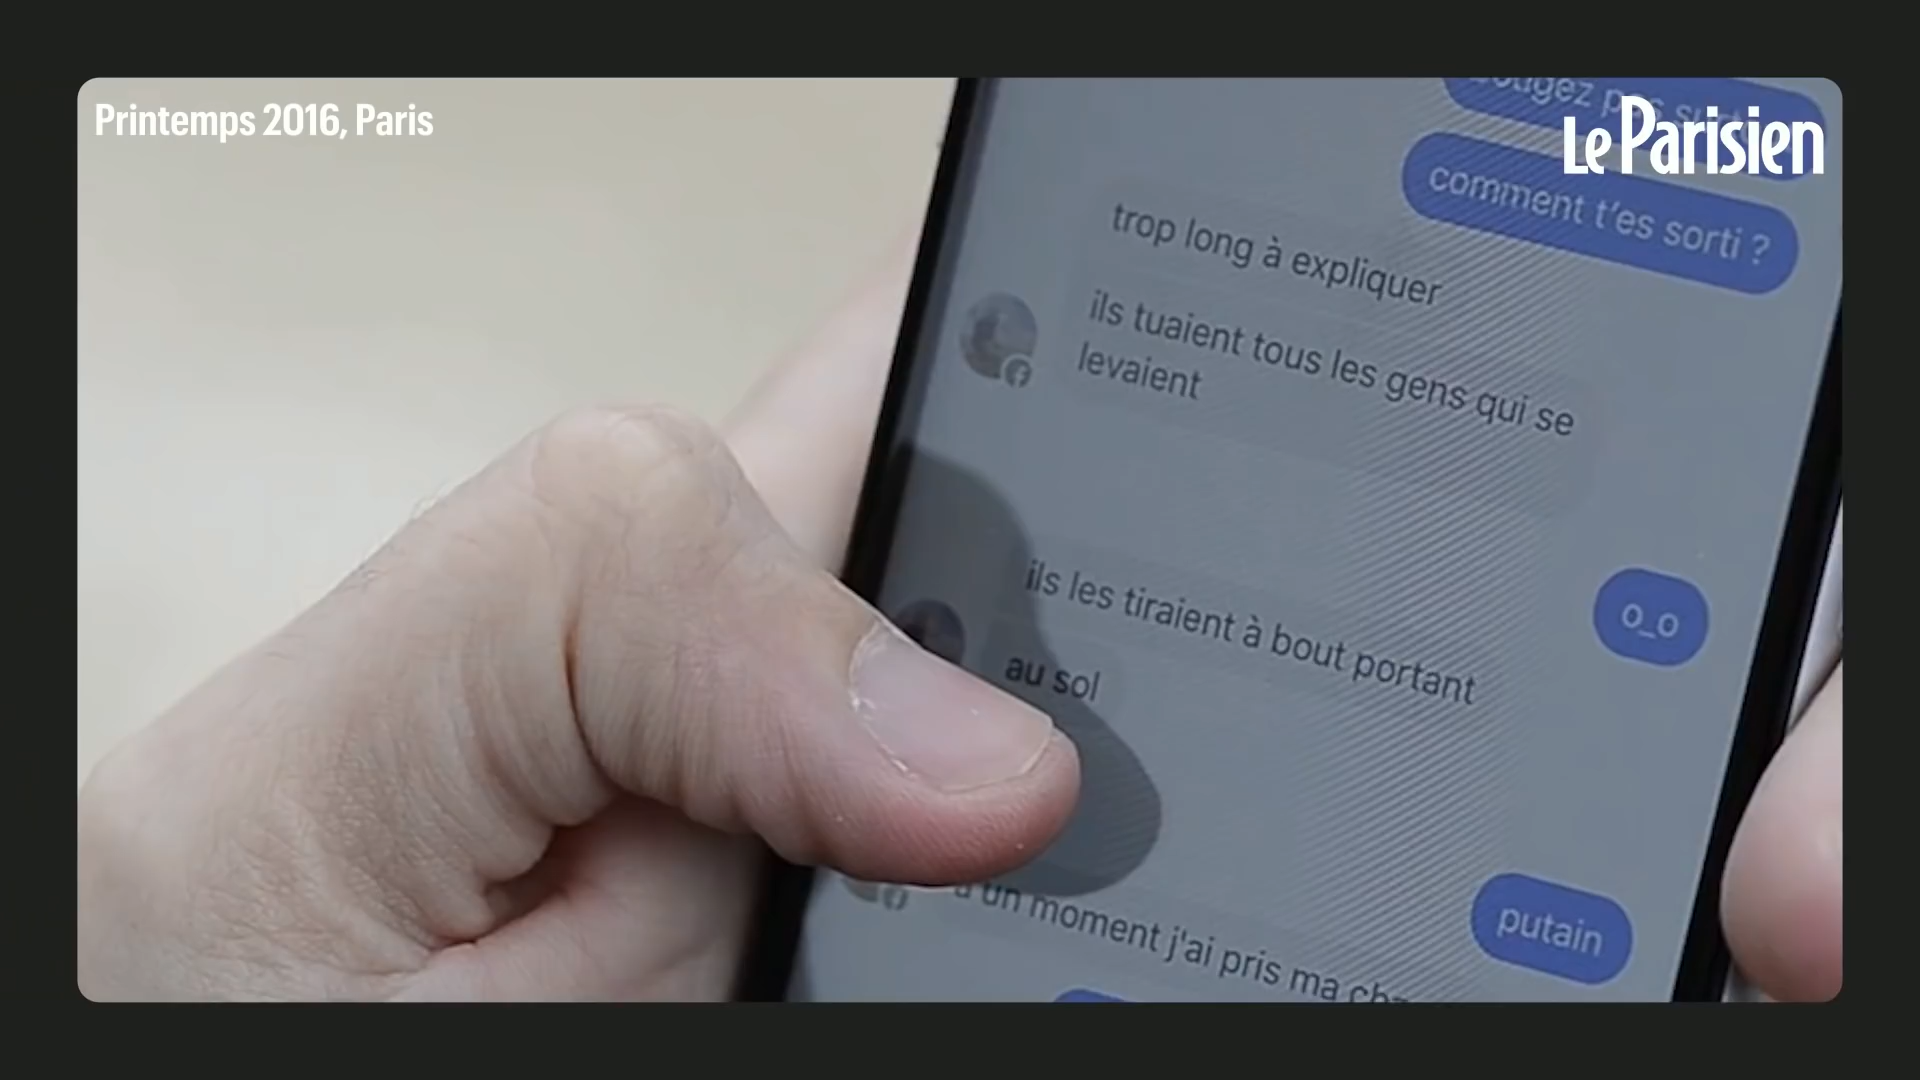 Printemps 2016, Paris
Le Parisien
comment t'es sorti ?
trop long à expliquer
ils tuaient tous les gens qui se
levaient
o_o
ils les tiraient à bout portant
au sol
putain
un moment j'ai pris ma